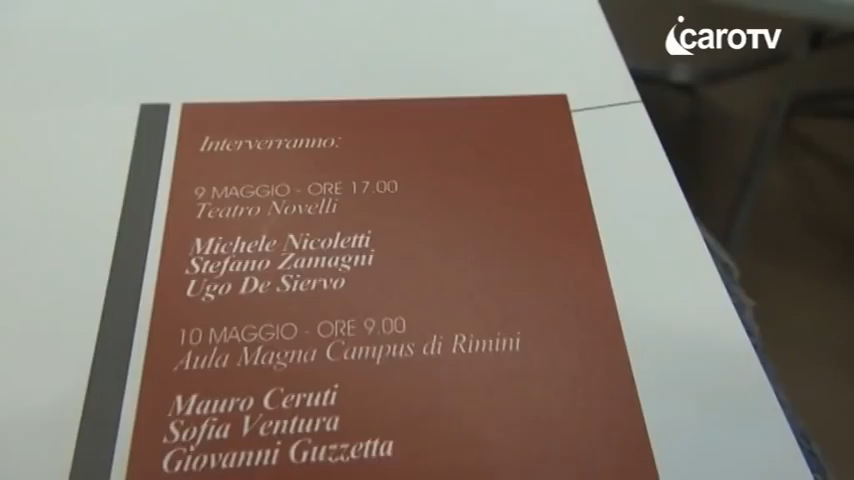 icaroTV
Interverranno:
9 MAGGIO - ORE 17.00
Teatro Novelli
Michele Nicoletti
Stefano Zamagni
Ugo De Siervo
10 MAGGIO - ORE 9.00
Aula Magna Campus di Rimini
Mauro Ceruti
Sofia Ventura
Giovanni Guzzetta